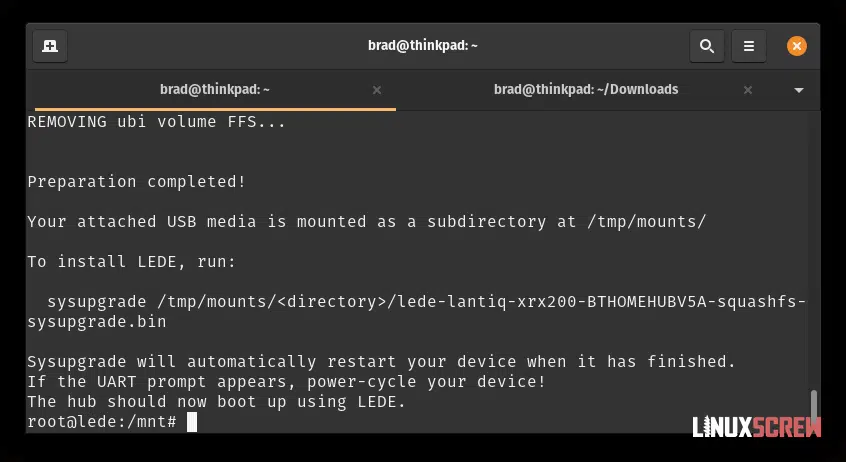 brad@thinkpad: ~
brad@thinkpad: ~
brad@thinkpad: ~/Downloads
REMOVING ubi volume FFS...
Preparation completed!
Your attached USB media is mounted as a subdirectory at /tmp/mounts/
To install LEDE, run:
sysupgrade /tmp/mounts/<directory>/lede-lantiq-xrx200-BTHOMEHUBV5A-squashfs-
sysupgrade.bin
Sysupgrade will automatically restart your device when it has finished.
If the UART prompt appears, power-cycle your device!
The hub should now boot up using LEDE.
root@lede:/mnt#
LINUXSCREW